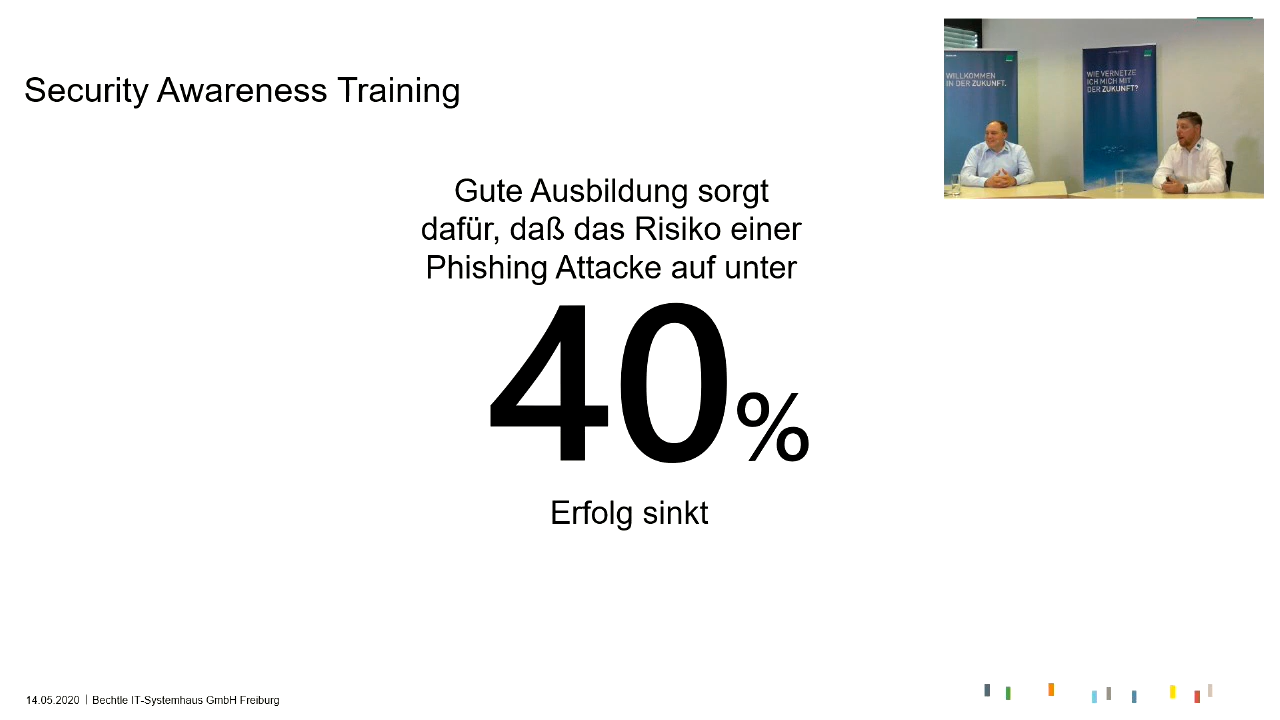 Security Awareness Training
WILLKOMMEN
IN DER ZUKUNFT.
WIE VERNETZE
ICH MICH MIT
DER ZUKUNFT?
Gute Ausbildung sorgt
dafür, daß das Risiko einer
Phishing Attacke auf unter
40%
Erfolg sinkt
14.05.2020 | Bechtle IT-Systemhaus GmbH Freiburg